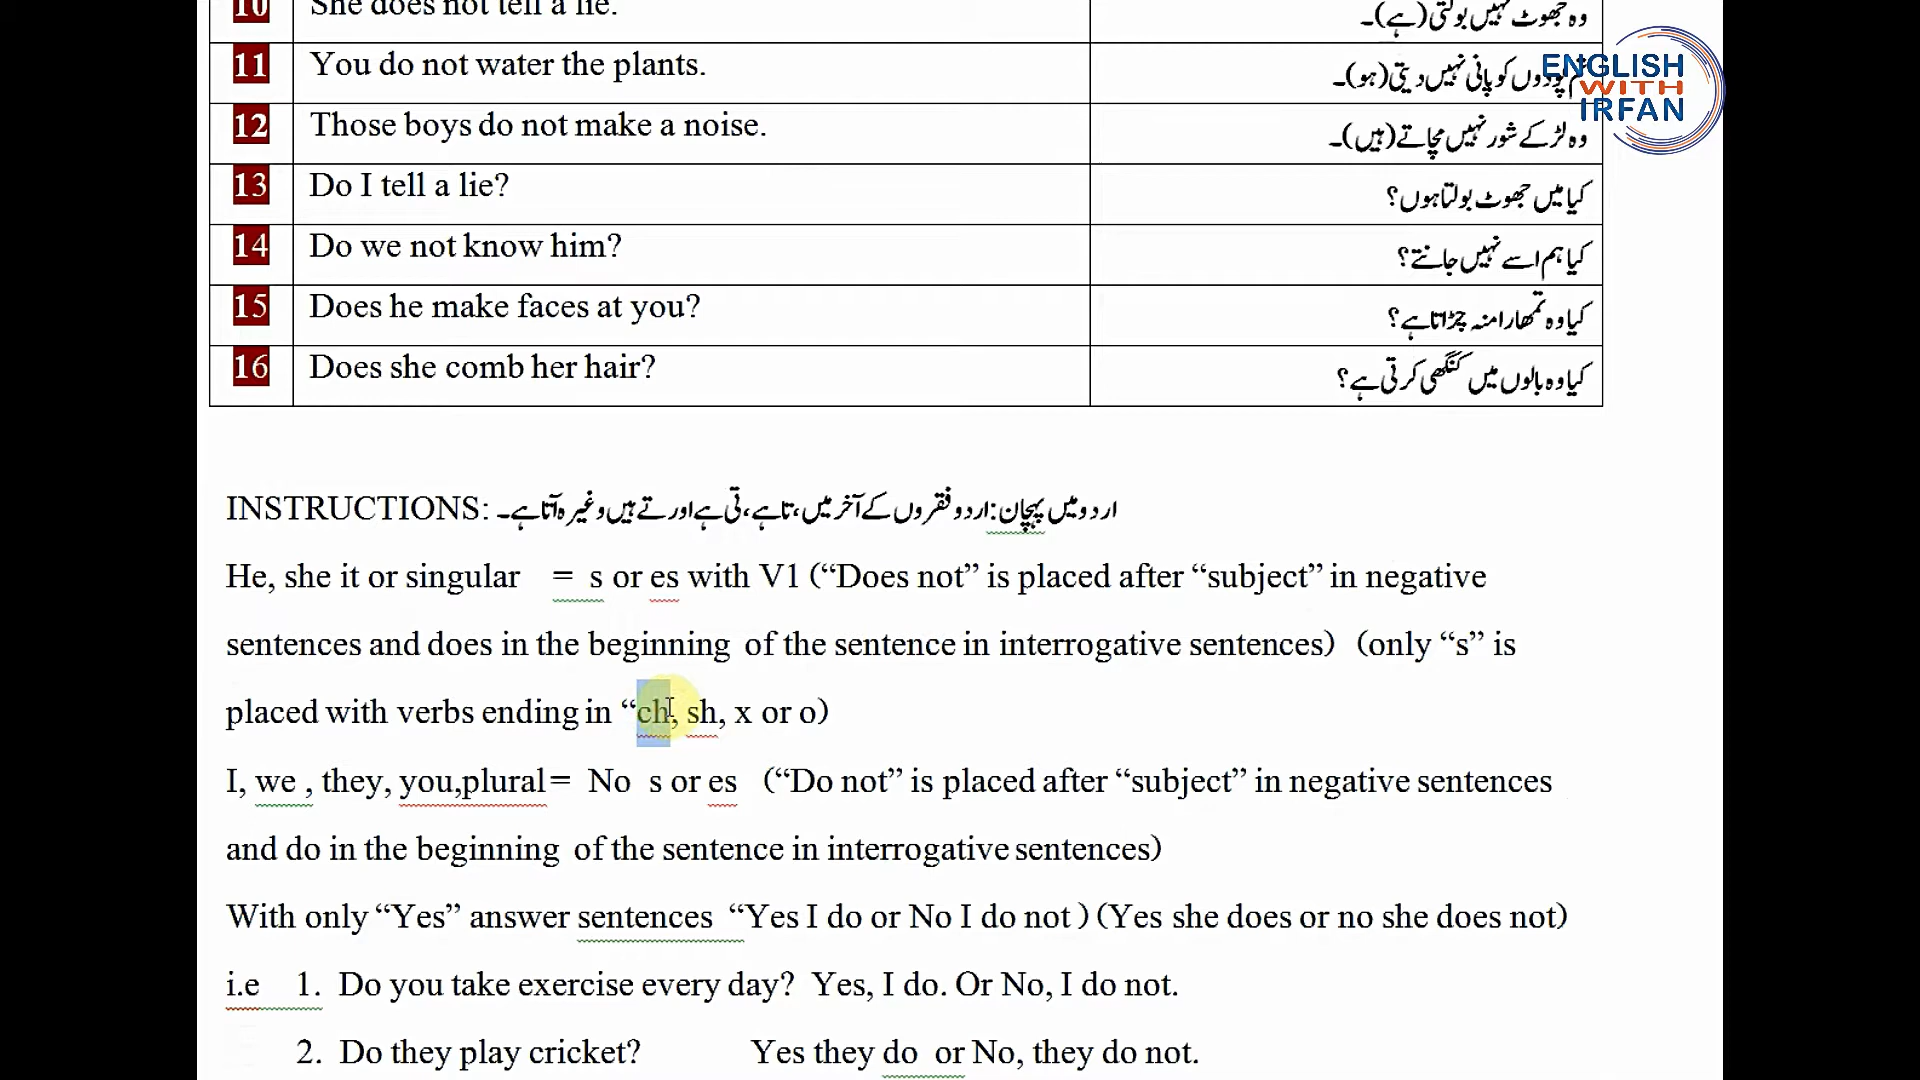 10 She does not tell a lie. وہ جھوٹ نہیں بولتی (ہے)۔
ENGLISH
WITH
IRFAN
11 You do not water the plants. تم پودوں کو پانی نہیں دیتی (ہو)۔
12 Those boys do not make a noise. وہ لڑکے شور نہیں مچاتے (ہیں)۔
13 Do I tell a lie? کیا میں جھوٹ بولتا ہوں؟
14 Do we not know him? کیا ہم اسے نہیں جانتے؟
15 Does he make faces at you? کیا وہ تمھارا منہ چڑاتا ہے؟
16 Does she comb her hair? کیا وہ بالوں میں کنگھی کرتی ہے؟
INSTRUCTIONS: اردو میں پہچان: اردو فقروں کے آخر میں، تا ہے، تی ہے اور تے ہیں وغیرہ آتا ہے۔
He, she it or singular = s or es with V1 (“Does not” is placed after “subject” in negative
sentences and does in the beginning of the sentence in interrogative sentences) (only “s” is
placed with verbs ending in “ch, sh, x or o)
I, we , they, you,plural= No s or es (“Do not” is placed after “subject” in negative sentences
and do in the beginning of the sentence in interrogative sentences)
With only “Yes” answer sentences “Yes I do or No I do not ) (Yes she does or no she does not)
i.e 1. Do you take exercise every day? Yes, I do. Or No, I do not.
2. Do they play cricket? Yes they do or No, they do not.